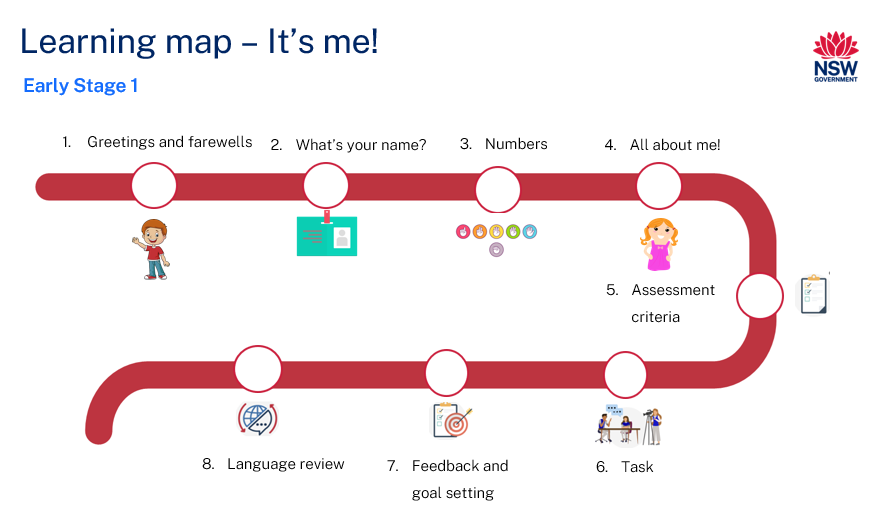 Learning map – It's me!
NSW
GOVERNMENT
Early Stage 1
1. Greetings and farewells
2. What's your name?
3. Numbers
4. All about me!
5. Assessment
criteria
8. Language review
7. Feedback and
goal setting
6. Task